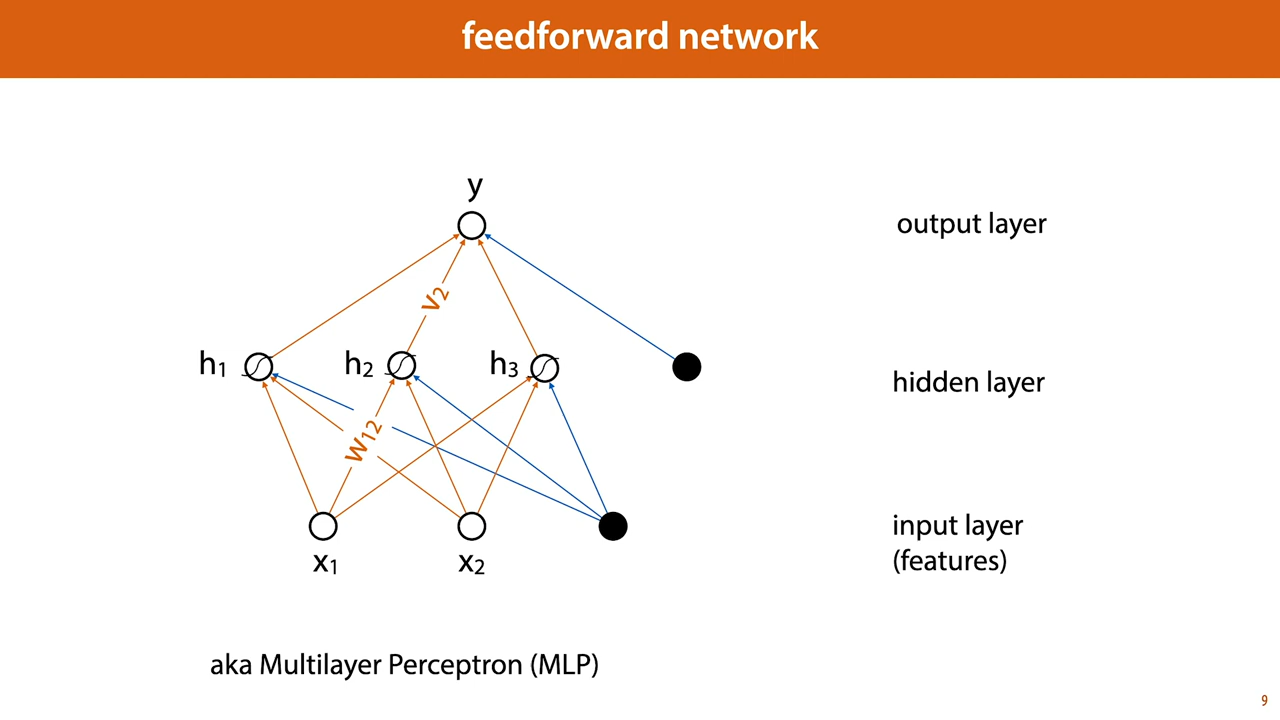 feedforward network
y
output layer
v2
h1
h2
h3
hidden layer
w12
input layer
(features)
x1
x2
aka Multilayer Perceptron (MLP)
9